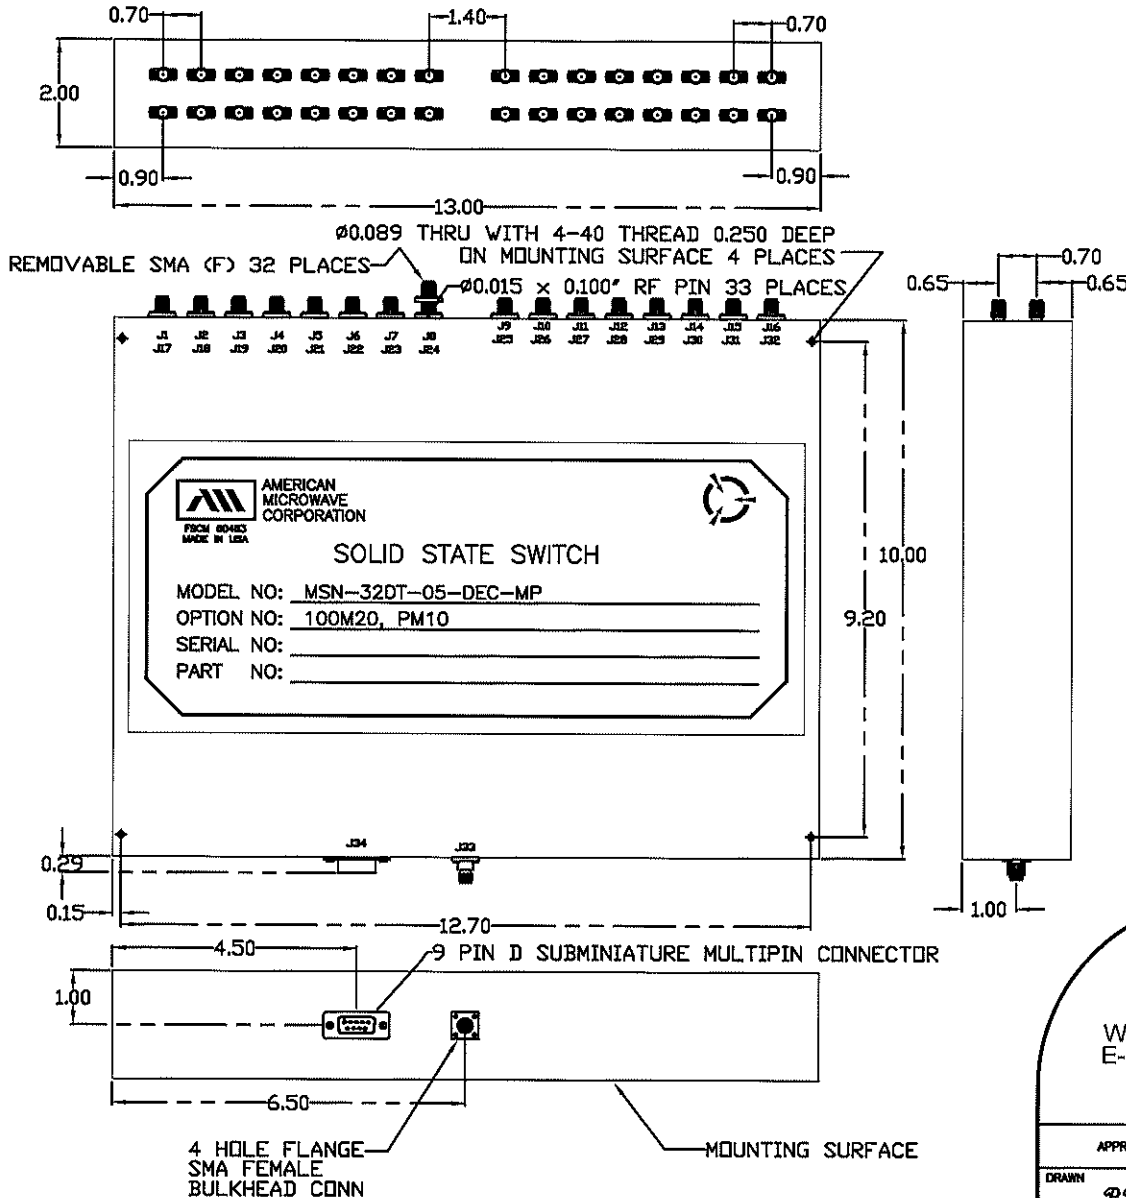 0.70
1.40
0.70
2.00
0.90
0.90
13.00
Ø0.089 THRU WITH 4-40 THREAD 0.250 DEEP
ON MOUNTING SURFACE 4 PLACES
REMOVABLE SMA (F) 32 PLACES
Ø0.015 x 0.100" RF PIN 33 PLACES
0.65
0.70
0.65
J1 J2 J3 J4 J5 J6 J7 J8 J9 J10 J11 J12 J13 J14 J15 J16
J17 J18 J19 J20 J21 J22 J23 J24 J25 J26 J27 J28 J29 J30 J31 J32
AMERICAN
MICROWAVE
CORPORATION
FSCM
MADE IN USA
SOLID STATE SWITCH
MODEL NO: MSN-32DT-05-DEC-MP
OPTION NO: 100M20, PM10
SERIAL NO:
PART NO:
10.00
9.20
J34
J33
0.29
0.15
12.70
1.00
4.50
9 PIN D SUBMINIATURE MULTIPIN CONNECTOR
1.00
6.50
4 HOLE FLANGE
SMA FEMALE
BULKHEAD CONN
MOUNTING SURFACE
W
E-
APPR
DRAWN